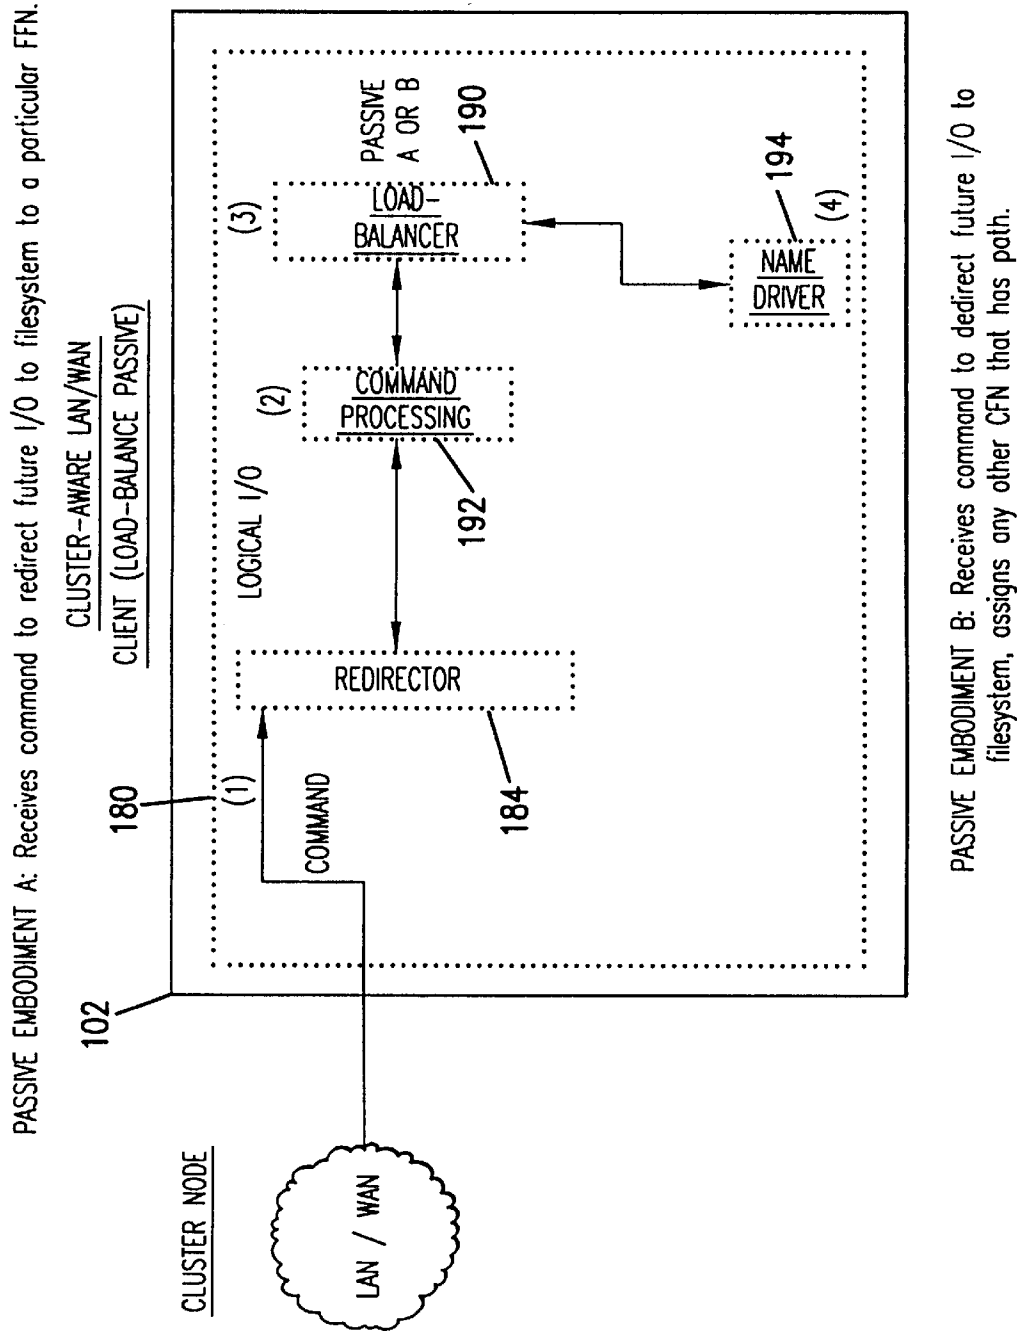 PASSIVE EMBODIMENT A: Receives command to redirect future I/O to filesystem to a particular FFN.
CLUSTER-AWARE LAN/WAN
CLIENT (LOAD-BALANCE PASSIVE)
CLUSTER NODE
LAN / WAN
102
180
(1)
COMMAND
REDIRECTOR
184
LOGICAL I/O
(2)
COMMAND
PROCESSING
192
(3)
LOAD-
BALANCER
PASSIVE
A OR B
190
NAME
DRIVER
194
(4)
PASSIVE EMBODIMENT B: Receives command to dedirect future I/O to
filesystem, assigns any other CFN that has path.